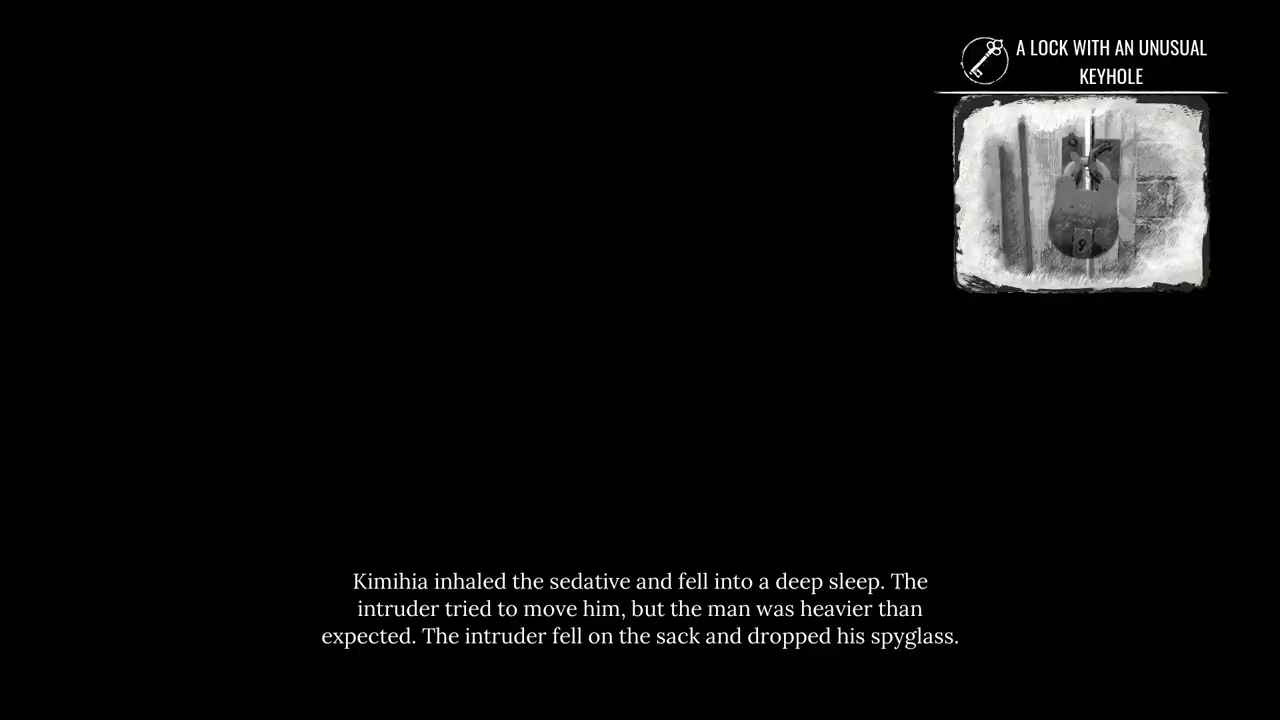 A LOCK WITH AN UNUSUAL
KEYHOLE
9
Kimihia inhaled the sedative and fell into a deep sleep. The
intruder tried to move him, but the man was heavier than
expected. The intruder fell on the sack and dropped his spyglass.